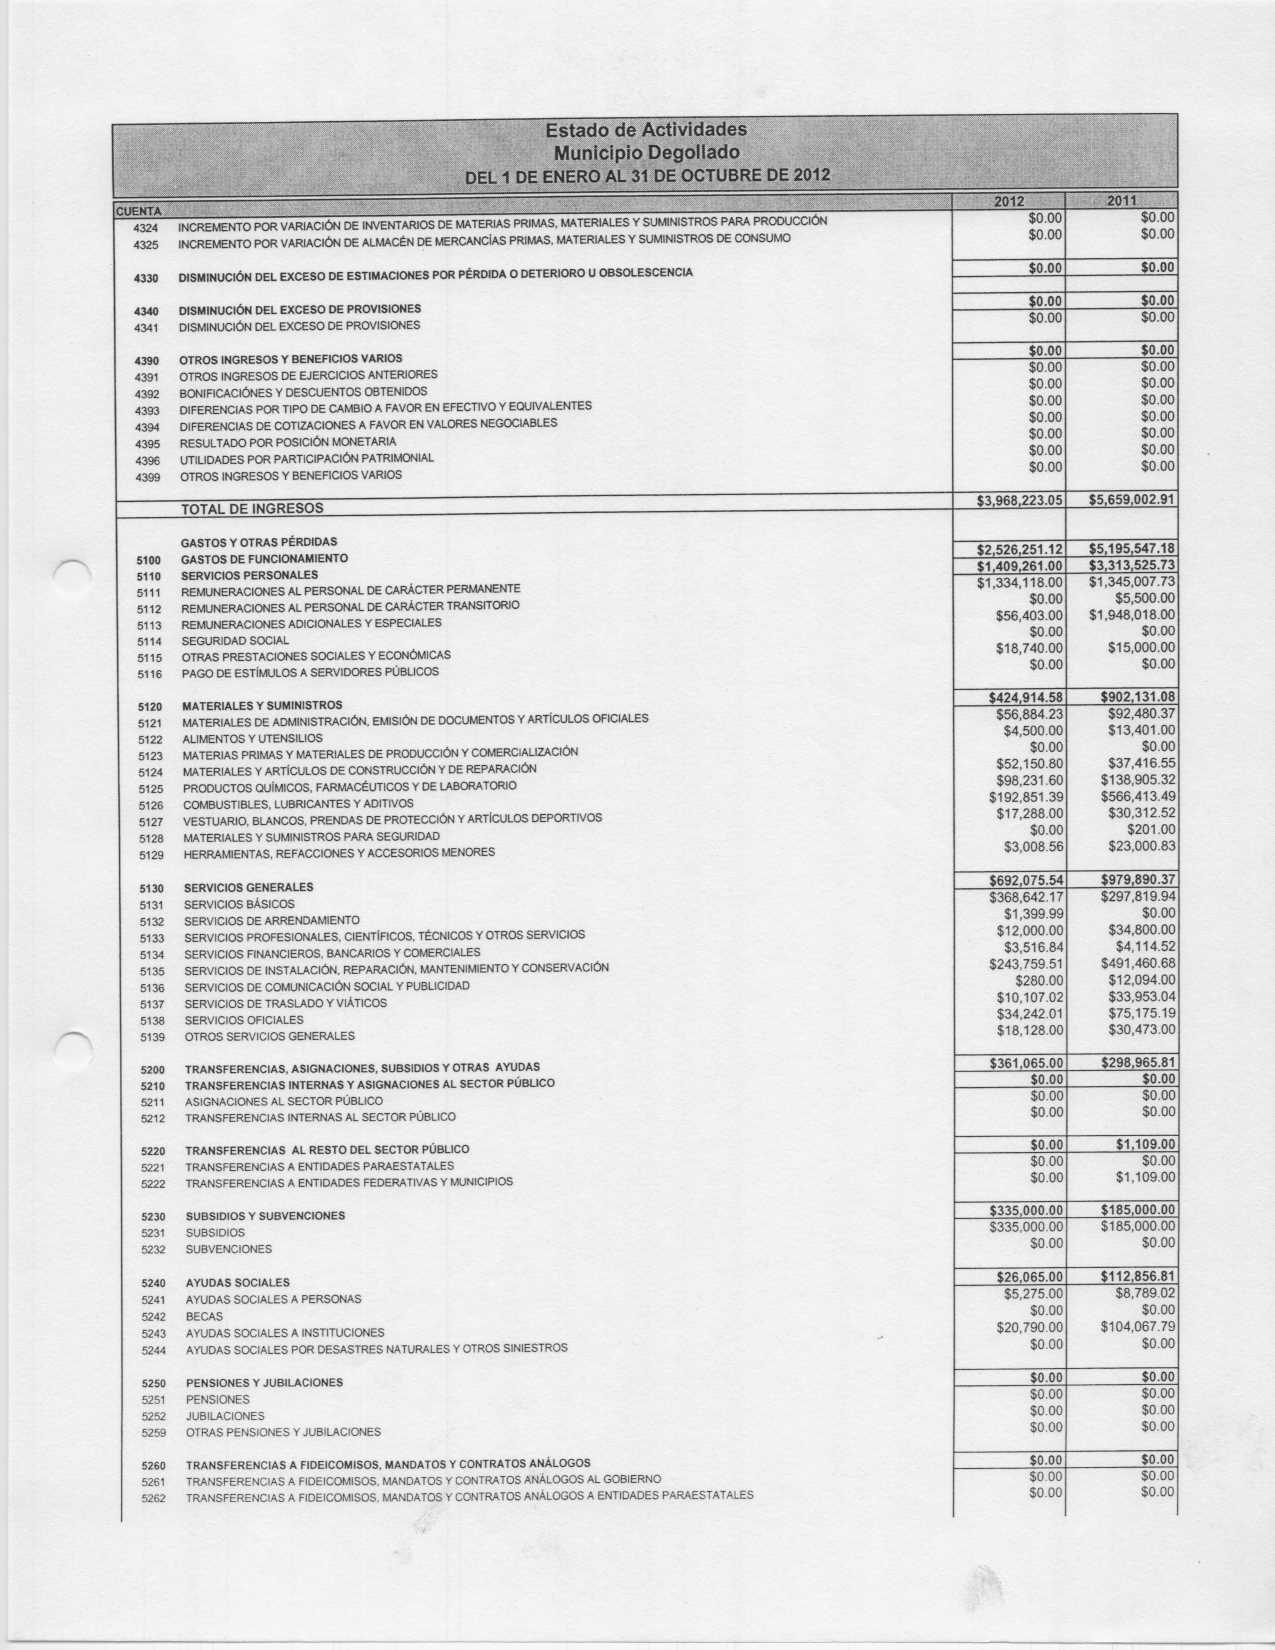 Estado de Actividades
Municipio Degollado
DEL 1 DE ENERO AL 31 DE OCTUBRE DE 2012
CUENTA 2012 2011
4324 INCREMENTO POR VARIACIÓN DE INVENTARIOS DE MATERIAS PRIMAS, MATERIALES Y SUMINISTROS PARA PRODUCCIÓN $0.00 $0.00
4325 INCREMENTO POR VARIACIÓN DE ALMACÉN DE MERCANCÍAS PRIMAS, MATERIALES Y SUMINISTROS DE CONSUMO $0.00 $0.00
4330 DISMINUCIÓN DEL EXCESO DE ESTIMACIONES POR PÉRDIDA O DETERIORO U OBSOLESCENCIA $0.00 $0.00
4340 DISMINUCIÓN DEL EXCESO DE PROVISIONES $0.00 $0.00
4341 DISMINUCIÓN DEL EXCESO DE PROVISIONES $0.00 $0.00
4390 OTROS INGRESOS Y BENEFICIOS VARIOS $0.00 $0.00
4391 OTROS INGRESOS DE EJERCICIOS ANTERIORES $0.00 $0.00
4392 BONIFICACIÓNES Y DESCUENTOS OBTENIDOS $0.00 $0.00
4393 DIFERENCIAS POR TIPO DE CAMBIO A FAVOR EN EFECTIVO Y EQUIVALENTES $0.00 $0.00
4394 DIFERENCIAS DE COTIZACIONES A FAVOR EN VALORES NEGOCIABLES $0.00 $0.00
4395 RESULTADO POR POSICIÓN MONETARIA $0.00 $0.00
4396 UTILIDADES POR PARTICIPACIÓN PATRIMONIAL $0.00 $0.00
4399 OTROS INGRESOS Y BENEFICIOS VARIOS $0.00 $0.00
TOTAL DE INGRESOS $3,968,223.05 $5,659,002.91
GASTOS Y OTRAS PÉRDIDAS
5100 GASTOS DE FUNCIONAMIENTO $2,526,251.12 $5,195,547.18
5110 SERVICIOS PERSONALES $1,409,261.00 $3,313,525.73
5111 REMUNERACIONES AL PERSONAL DE CARÁCTER PERMANENTE $1,334,118.00 $1,345,007.73
5112 REMUNERACIONES AL PERSONAL DE CARÁCTER TRANSITORIO $0.00 $5,500.00
5113 REMUNERACIONES ADICIONALES Y ESPECIALES $56,403.00 $1,948,018.00
5114 SEGURIDAD SOCIAL $0.00 $0.00
5115 OTRAS PRESTACIONES SOCIALES Y ECONÓMICAS $18,740.00 $15,000.00
5116 PAGO DE ESTÍMULOS A SERVIDORES PÚBLICOS $0.00 $0.00
5120 MATERIALES Y SUMINISTROS $424,914.58 $902,131.08
5121 MATERIALES DE ADMINISTRACIÓN, EMISIÓN DE DOCUMENTOS Y ARTÍCULOS OFICIALES $56,884.23 $92,480.37
5122 ALIMENTOS Y UTENSILIOS $4,500.00 $13,401.00
5123 MATERIAS PRIMAS Y MATERIALES DE PRODUCCIÓN Y COMERCIALIZACIÓN $0.00 $0.00
5124 MATERIALES Y ARTÍCULOS DE CONSTRUCCIÓN Y DE REPARACIÓN $52,150.80 $37,416.55
5125 PRODUCTOS QUÍMICOS, FARMACÉUTICOS Y DE LABORATORIO $98,231.60 $138,905.32
5126 COMBUSTIBLES, LUBRICANTES Y ADITIVOS $192,851.39 $566,413.49
5127 VESTUARIO, BLANCOS, PRENDAS DE PROTECCIÓN Y ARTÍCULOS DEPORTIVOS $17,288.00 $30,312.52
5128 MATERIALES Y SUMINISTROS PARA SEGURIDAD $0.00 $201.00
5129 HERRAMIENTAS, REFACCIONES Y ACCESORIOS MENORES $3,008.56 $23,000.83
5130 SERVICIOS GENERALES $692,075.54 $979,890.37
5131 SERVICIOS BÁSICOS $368,642.17 $297,819.94
5132 SERVICIOS DE ARRENDAMIENTO $1,399.99 $0.00
5133 SERVICIOS PROFESIONALES, CIENTÍFICOS, TÉCNICOS Y OTROS SERVICIOS $12,000.00 $34,800.00
5134 SERVICIOS FINANCIEROS, BANCARIOS Y COMERCIALES $3,516.84 $4,114.52
5135 SERVICIOS DE INSTALACIÓN, REPARACIÓN, MANTENIMIENTO Y CONSERVACIÓN $243,759.51 $491,460.68
5136 SERVICIOS DE COMUNICACIÓN SOCIAL Y PUBLICIDAD $280.00 $12,094.00
5137 SERVICIOS DE TRASLADO Y VIÁTICOS $10,107.02 $33,953.04
5138 SERVICIOS OFICIALES $34,242.01 $75,175.19
5139 OTROS SERVICIOS GENERALES $18,128.00 $30,473.00
5200 TRANSFERENCIAS, ASIGNACIONES, SUBSIDIOS Y OTRAS AYUDAS $361,065.00 $298,965.81
5210 TRANSFERENCIAS INTERNAS Y ASIGNACIONES AL SECTOR PÚBLICO $0.00 $0.00
5211 ASIGNACIONES AL SECTOR PÚBLICO $0.00 $0.00
5212 TRANSFERENCIAS INTERNAS AL SECTOR PÚBLICO $0.00 $0.00
5220 TRANSFERENCIAS AL RESTO DEL SECTOR PÚBLICO $0.00 $1,109.00
5221 TRANSFERENCIAS A ENTIDADES PARAESTATALES $0.00 $0.00
5222 TRANSFERENCIAS A ENTIDADES FEDERATIVAS Y MUNICIPIOS $0.00 $1,109.00
5230 SUBSIDIOS Y SUBVENCIONES $335,000.00 $185,000.00
5231 SUBSIDIOS $335,000.00 $185,000.00
5232 SUBVENCIONES $0.00 $0.00
5240 AYUDAS SOCIALES $26,065.00 $112,856.81
5241 AYUDAS SOCIALES A PERSONAS $5,275.00 $8,789.02
5242 BECAS $0.00 $0.00
5243 AYUDAS SOCIALES A INSTITUCIONES $20,790.00 $104,067.79
5244 AYUDAS SOCIALES POR DESASTRES NATURALES Y OTROS SINIESTROS $0.00 $0.00
5250 PENSIONES Y JUBILACIONES $0.00 $0.00
5251 PENSIONES $0.00 $0.00
5252 JUBILACIONES $0.00 $0.00
5259 OTRAS PENSIONES Y JUBILACIONES $0.00 $0.00
5260 TRANSFERENCIAS A FIDEICOMISOS, MANDATOS Y CONTRATOS ANÁLOGOS $0.00 $0.00
5261 TRANSFERENCIAS A FIDEICOMISOS, MANDATOS Y CONTRATOS ANÁLOGOS AL GOBIERNO $0.00 $0.00
5262 TRANSFERENCIAS A FIDEICOMISOS, MANDATOS Y CONTRATOS ANÁLOGOS A ENTIDADES PARAESTATALES $0.00 $0.00